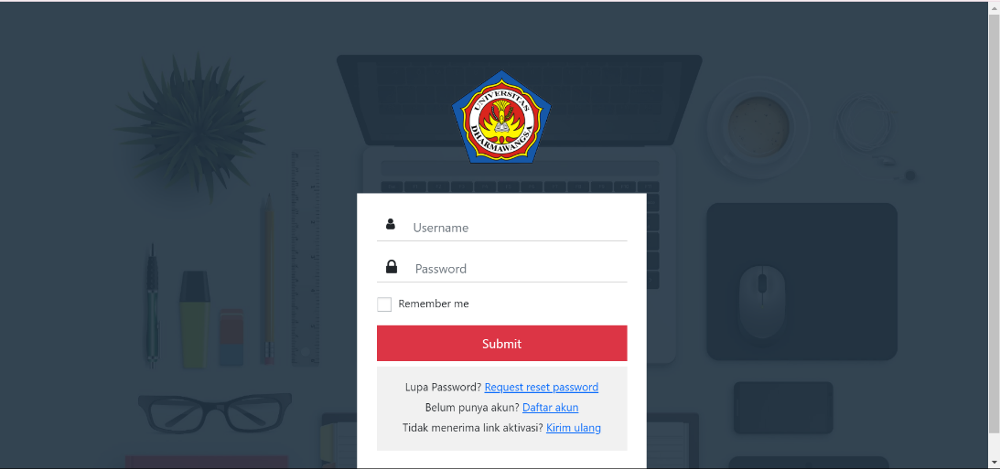 UNIVERSITAS
DHARMAWANGSA
Username
Password
Remember me
Submit
Lupa Password? Request reset password
Belum punya akun? Daftar akun
Tidak menerima link aktivasi? Kirim ulang